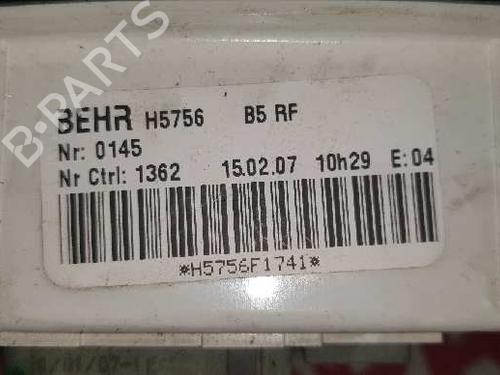 B-PARTS
BEHR H5756 B5 RF
Nr: 0145
Nr Ctrl: 1362 15.02.07 10h29 E: 04
*H5756F1741*